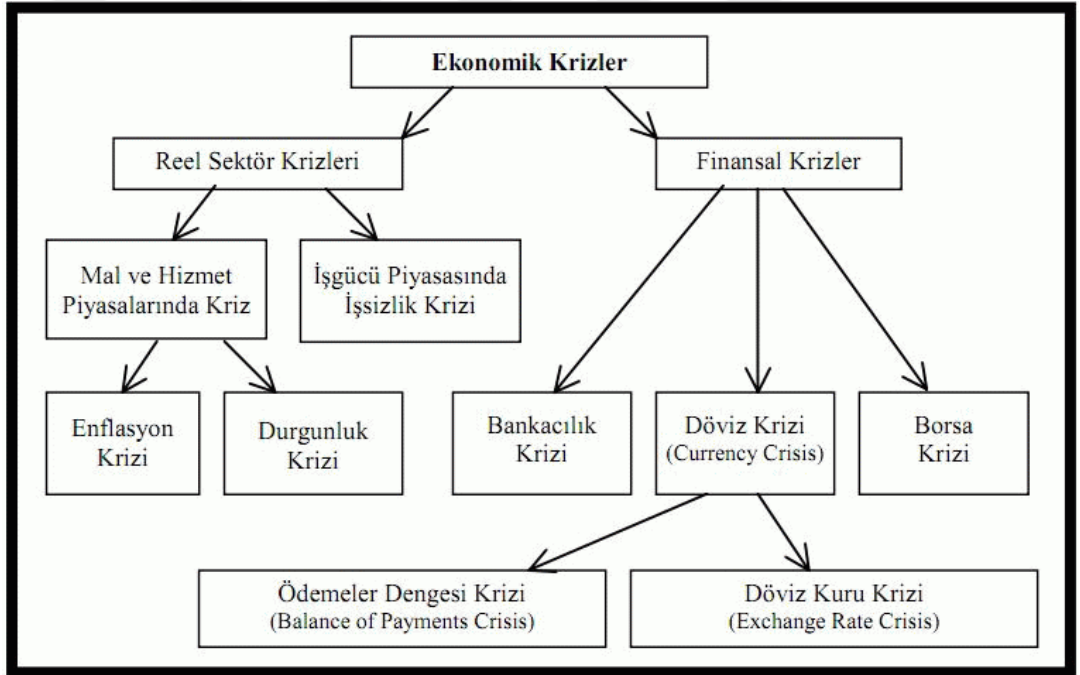 Ekonomik Krizler
Reel Sektör Krizleri
Finansal Krizler
Mal ve Hizmet
Piyasalarında Kriz
İşgücü Piyasasında
İşsizlik Krizi
Enflasyon
Krizi
Durgunluk
Krizi
Bankacılık
Krizi
Döviz Krizi
(Currency Crisis)
Borsa
Krizi
Ödemeler Dengesi Krizi
(Balance of Payments Crisis)
Döviz Kuru Krizi
(Exchange Rate Crisis)